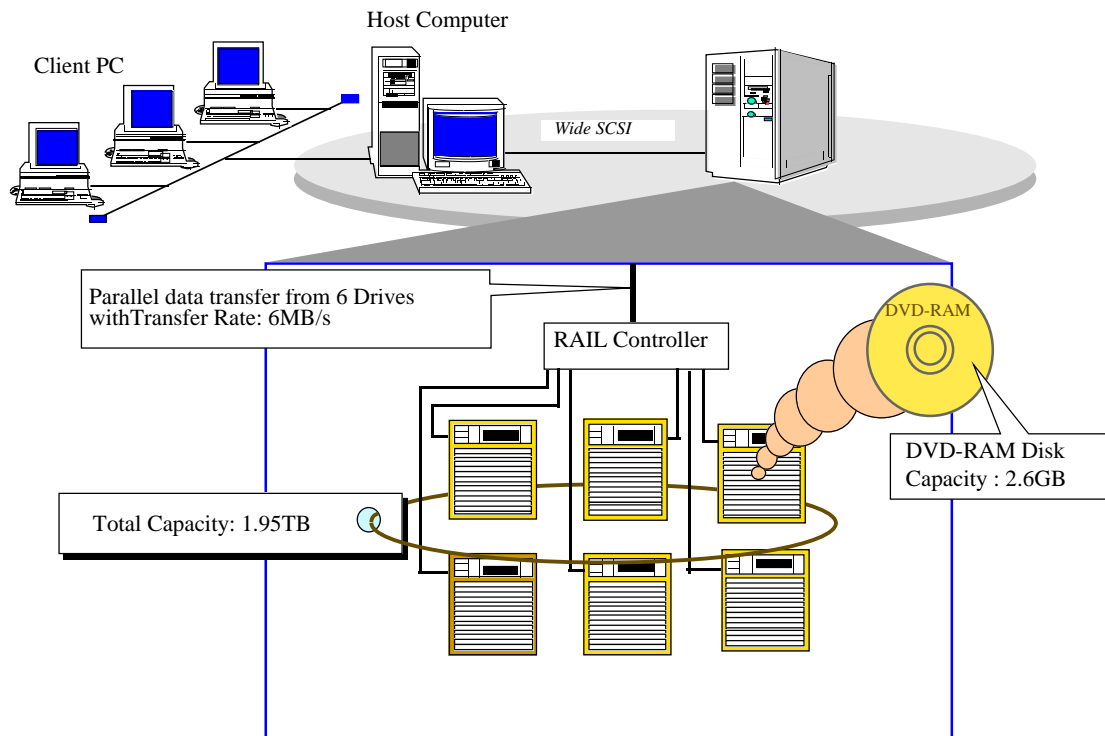 Host Computer
Client PC
Wide SCSI
Parallel data transfer from 6 Drives
withTransfer Rate: 6MB/s
RAIL Controller
DVD-RAM
DVD-RAM Disk
Capacity : 2.6GB
Total Capacity: 1.95TB